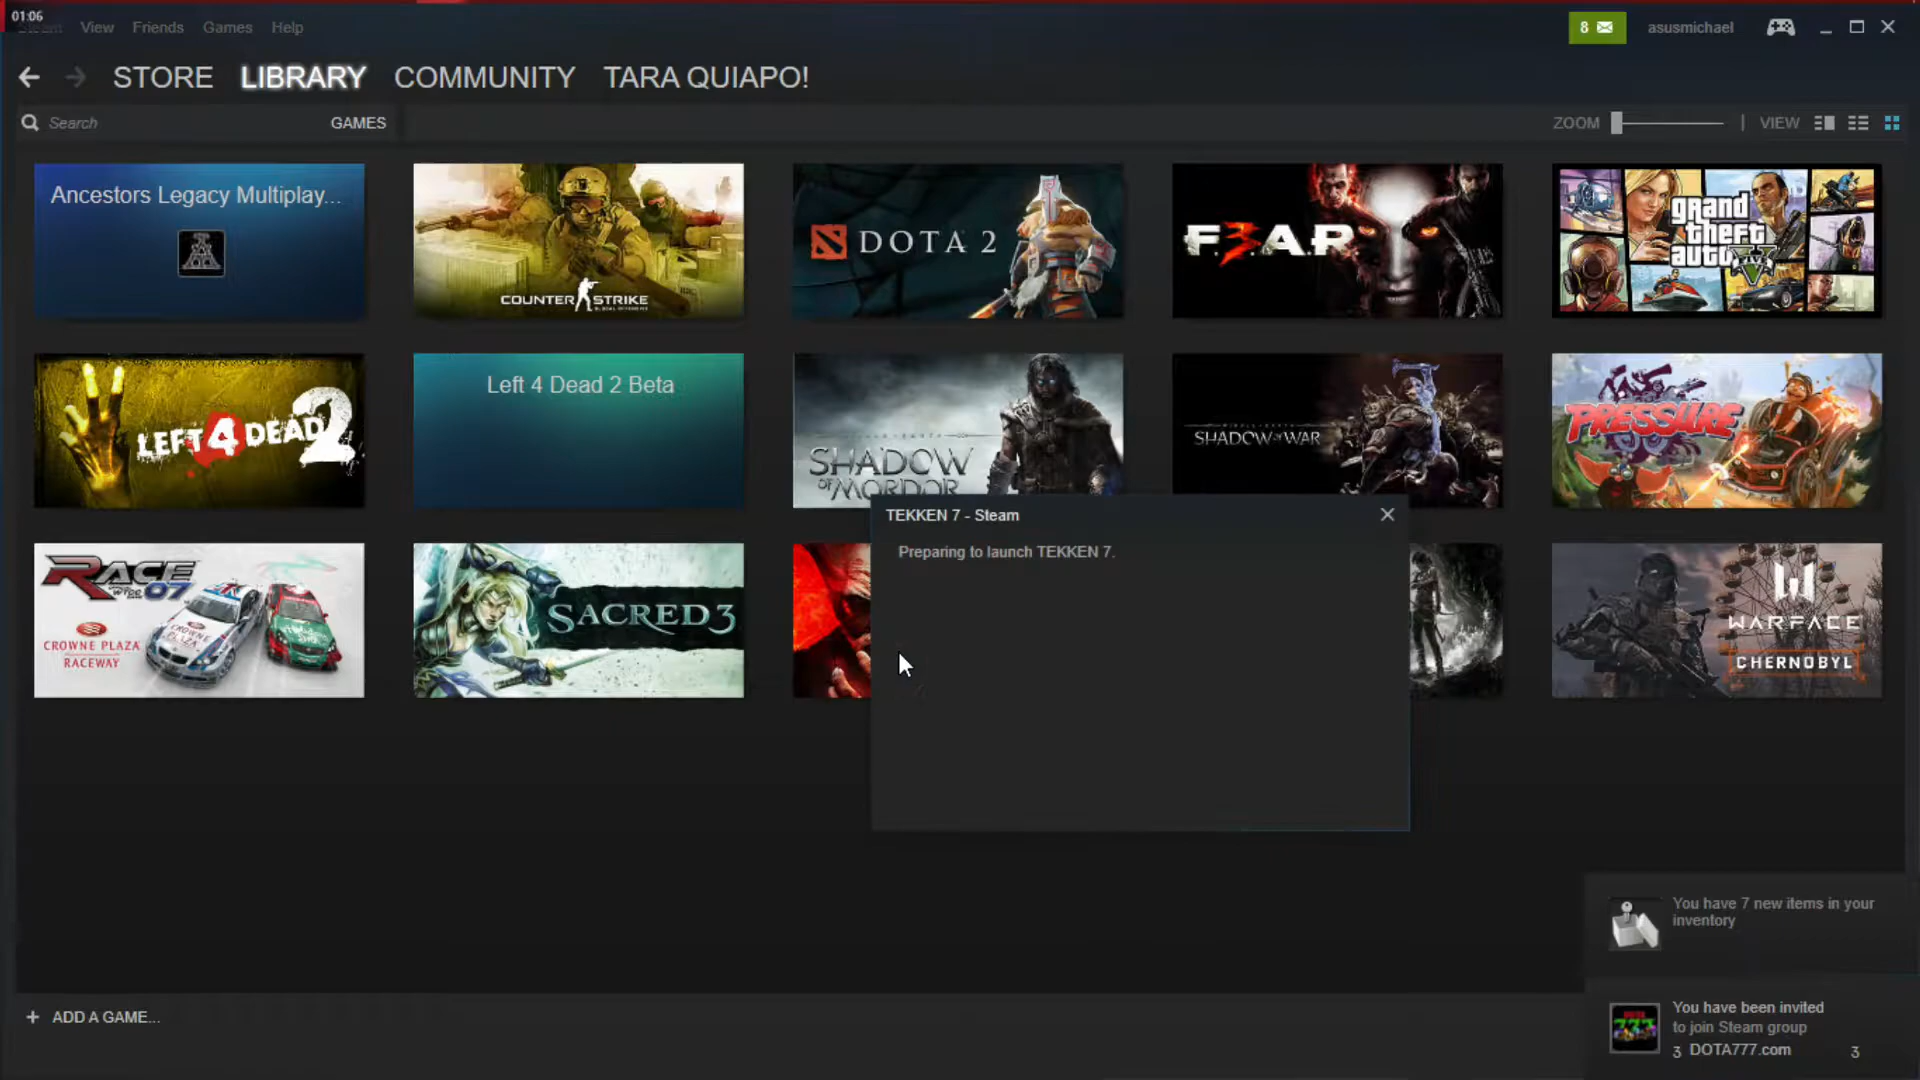 01:06
Steam View Friends Games Help
8
asusmichael
STORE LIBRARY COMMUNITY TARA QUIAPO!
Search
GAMES
ZOOM | VIEW
Ancestors Legacy Multiplay...
COUNTER STRIKE
DOTA 2
F.3.A.R
grand
theft
auto
V
LEFT 4 DEAD 2
Left 4 Dead 2 Beta
SHADOW
OF MORDOR
SHADOW OF WAR
PRESSURE
RACE
07
CROWNE PLAZA
RACEWAY
SACRED 3
WARFACE
CHERNOBYL
TEKKEN 7 - Steam
Preparing to launch TEKKEN 7.
You have 7 new items in your
inventory
You have been invited
to join Steam group
3 DOTA777.com 3
+ ADD A GAME...